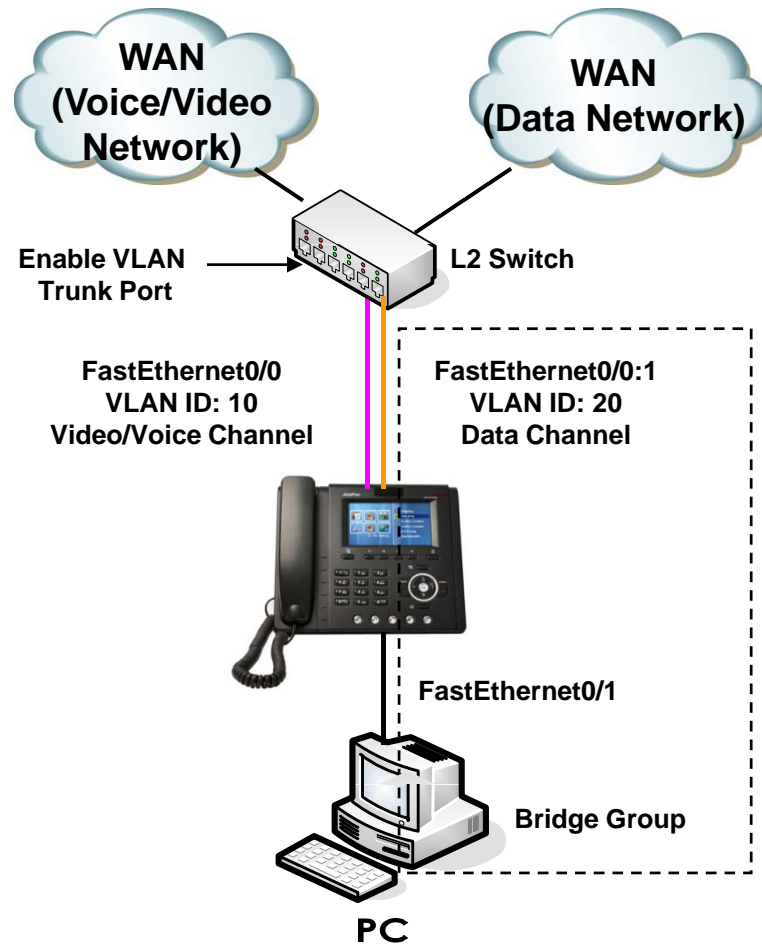 WAN
(Voice/Video
Network)
WAN
(Data Network)
Enable VLAN
Trunk Port
L2 Switch
FastEthernet0/0
VLAN ID: 10
Video/Voice Channel
FastEthernet0/0:1
VLAN ID: 20
Data Channel
FastEthernet0/1
Bridge Group
PC